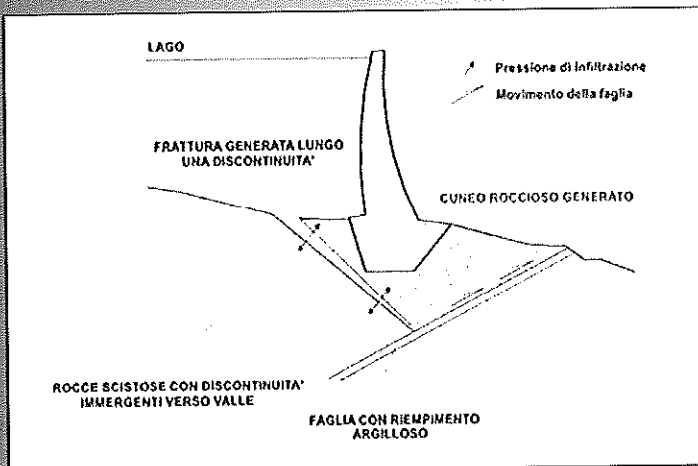 LAGO
Pressione di Infiltrazione
Movimento della faglia
FRATTURA GENERATA LUNGO
UNA DISCONTINUITA'
CUNEO ROCCIOSO GENERATO
ROCCE SCISTOSE CON DISCONTINUITA'
IMMERGENTI VERSO VALLE
FAGLIA CON RIEMPIMENTO
ARGILLOSO